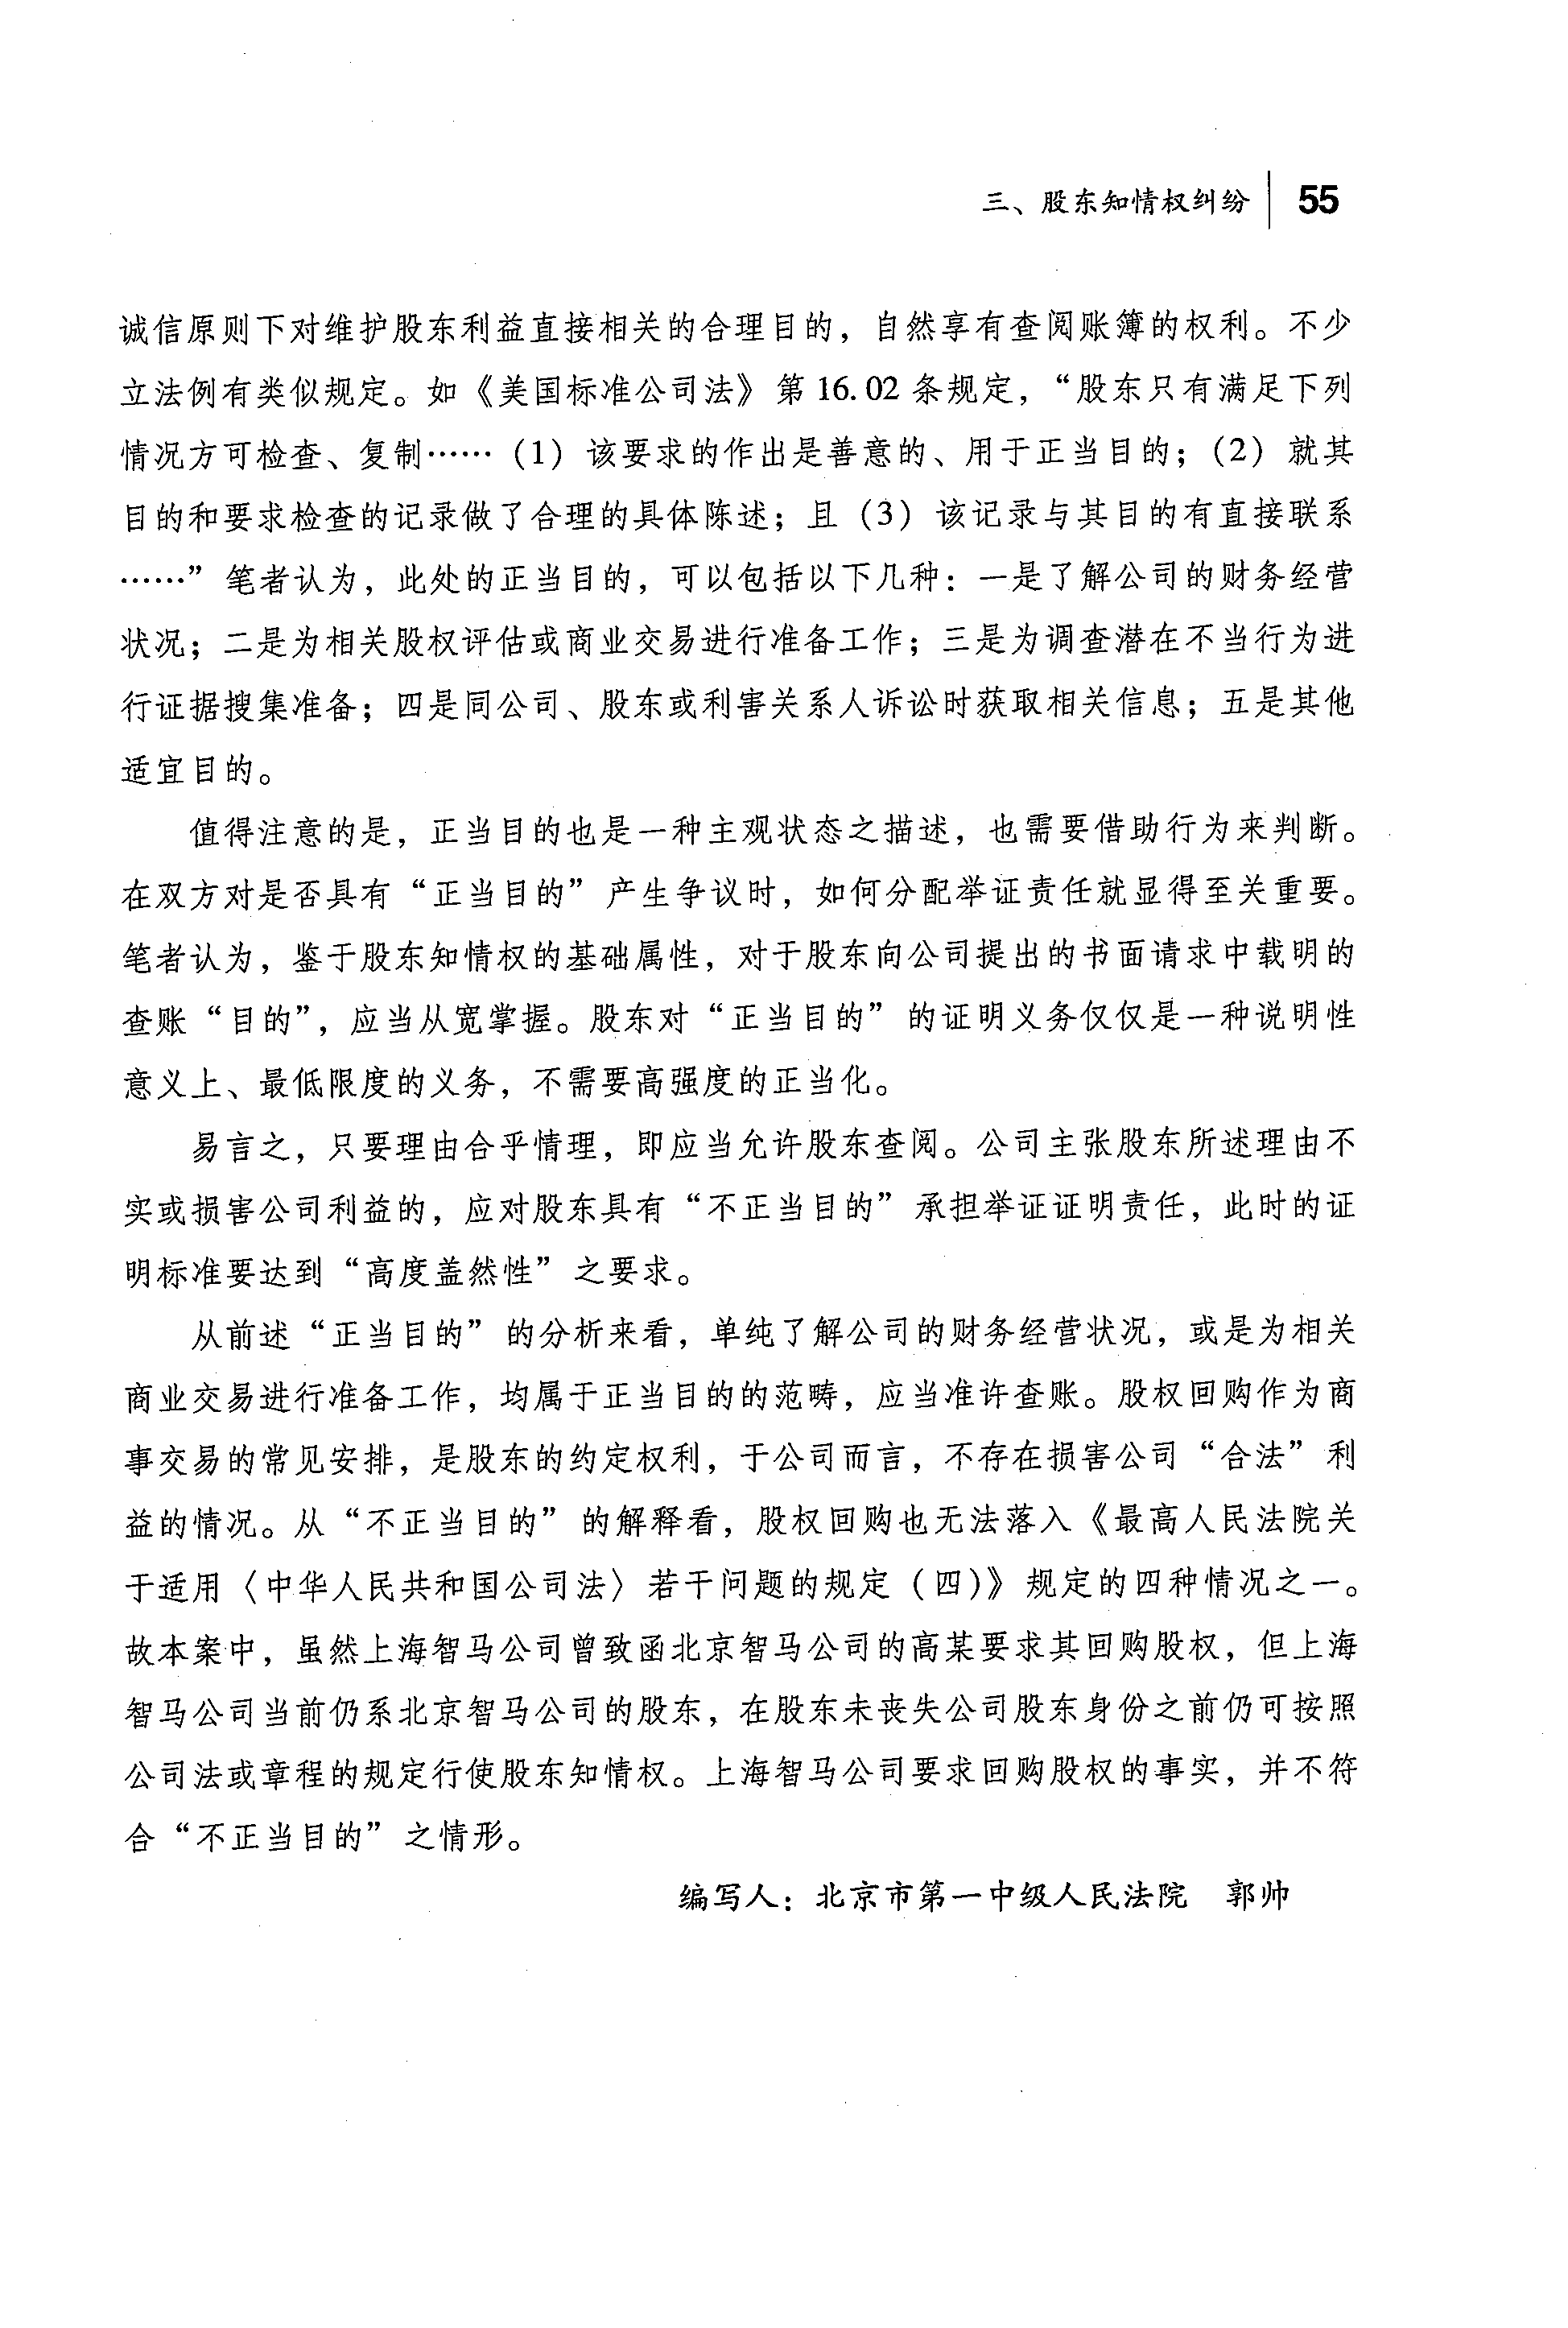 三、股东知情权纠纷 55
诚信原则下对维护股东利益直接相关的合理目的，自然享有查阅账簿的权利。不少
立法例有类似规定。如《美国标准公司法》第16.02条规定，“股东只有满足下列
情况方可检查、复制……（1）该要求的作出是善意的、用于正当目的；（2）就其
目的和要求检查的记录做了合理的具体陈述；且（3）该记录与其目的有直接联系
……”笔者认为，此处的正当目的，可以包括以下几种：一是了解公司的财务经营
状况；二是为相关股权评估或商业交易进行准备工作；三是为调查潜在不当行为进
行证据搜集准备；四是同公司、股东或利害关系人诉讼时获取相关信息；五是其他
适宜目的。
值得注意的是，正当目的也是一种主观状态之描述，也需要借助行为来判断。
在双方对是否具有“正当目的”产生争议时，如何分配举证责任就显得至关重要。
笔者认为，鉴于股东知情权的基础属性，对于股东向公司提出的书面请求中载明的
查账“目的”，应当从宽掌握。股东对“正当目的”的证明义务仅仅是一种说明性
意义上、最低限度的义务，不需要高强度的正当化。
易言之，只要理由合乎情理，即应当允许股东查阅。公司主张股东所述理由不
实或损害公司利益的，应对股东具有“不正当目的”承担举证证明责任，此时的证
明标准要达到“高度盖然性”之要求。
从前述“正当目的”的分析来看，单纯了解公司的财务经营状况，或是为相关
商业交易进行准备工作，均属于正当目的的范畴，应当准许查账。股权回购作为商
事交易的常见安排，是股东的约定权利，于公司而言，不存在损害公司“合法”利
益的情况。从“不正当目的”的解释看，股权回购也无法落入《最高人民法院关
于适用〈中华人民共和国公司法〉若干问题的规定（四）》规定的四种情况之一。
故本案中，虽然上海智马公司曾致函北京智马公司的高某要求其回购股权，但上海
智马公司当前仍系北京智马公司的股东，在股东未丧失公司股东身份之前仍可按照
公司法或章程的规定行使股东知情权。上海智马公司要求回购股权的事实，并不符
合“不正当目的”之情形。
编写人：北京市第一中级人民法院 郭帅